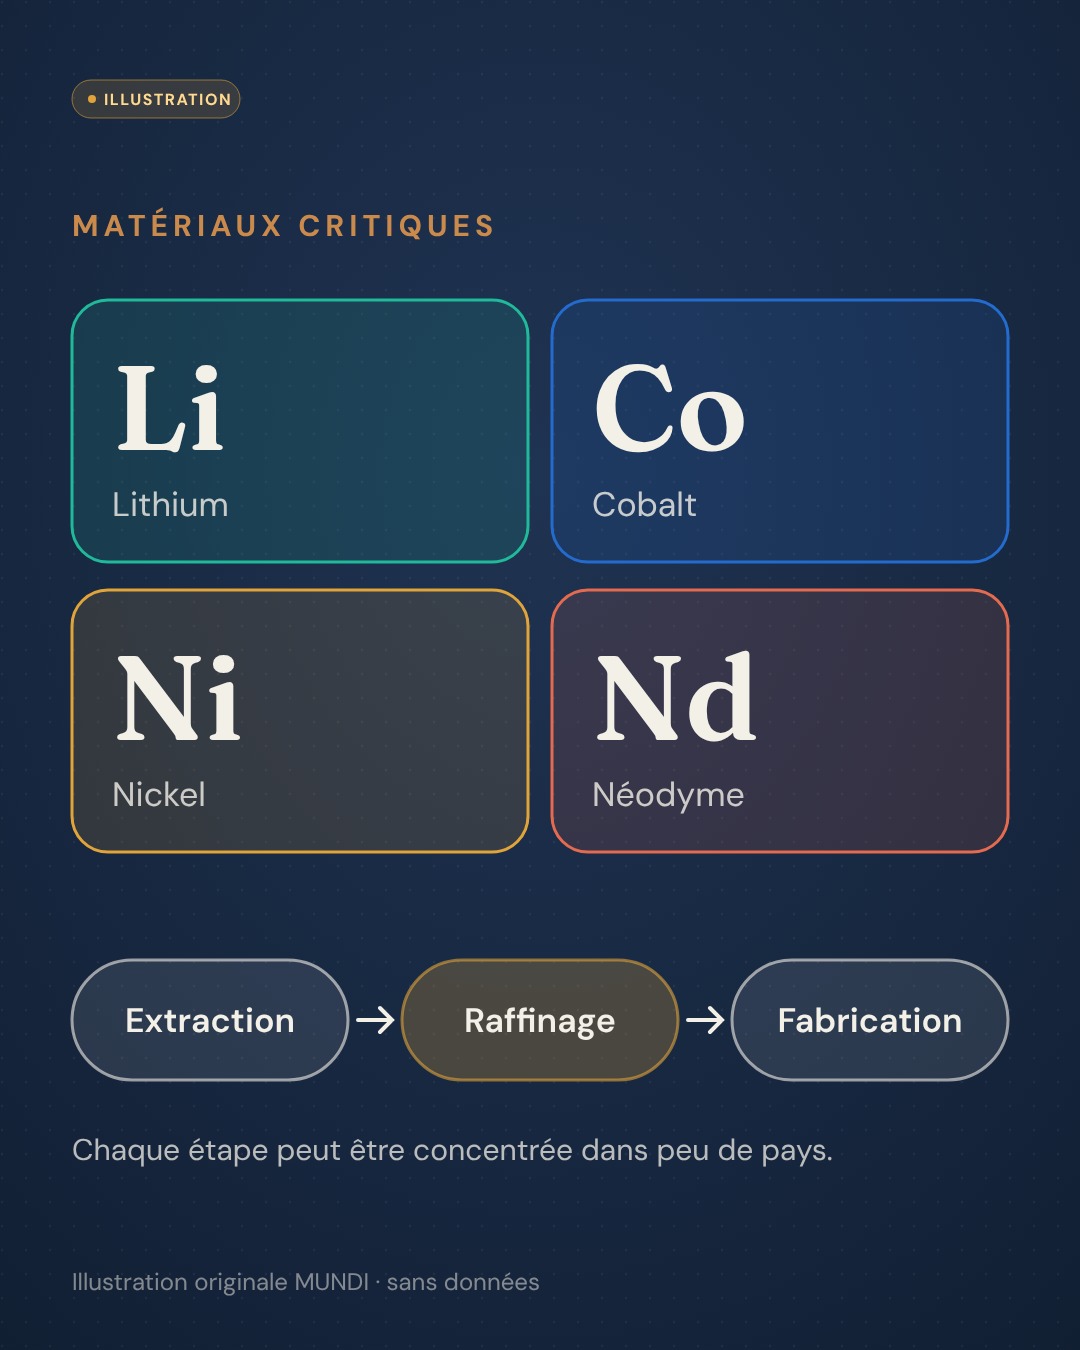 ILLUSTRATION
MATÉRIAUX CRITIQUES
Li
Lithium
Co
Cobalt
Ni
Nickel
Nd
Néodyme
Extraction → Raffinage → Fabrication
Chaque étape peut être concentrée dans peu de pays.
Illustration originale MUNDI · sans données